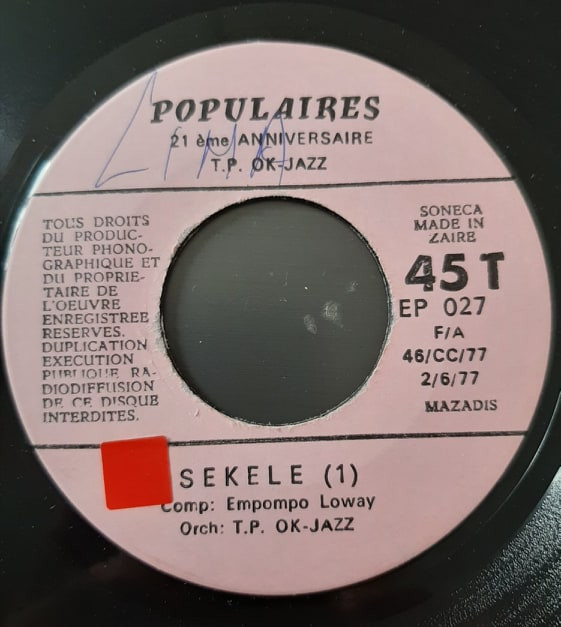 POPULAIRES
21 ème ANNIVERSAIRE
T.P. OK-JAZZ
TOUS DROITS
DU PRODUC-
TEUR PHONO-
GRAPHIQUE ET
DU PROPRIE-
TAIRE DE
L'OEUVRE
ENREGISTREE
RESERVES.
DUPLICATION
EXECUTION
PUBLIQUE RA-
DIODIFFUSION
DE CE DISQUE
INTERDITES.
SONECA
MADE IN
ZAIRE
45 T
EP 027
F/A
46/CC/77
2/6/77
MAZADIS
SEKELE (1)
Comp: Empompo Loway
Orch: T.P. OK-JAZZ